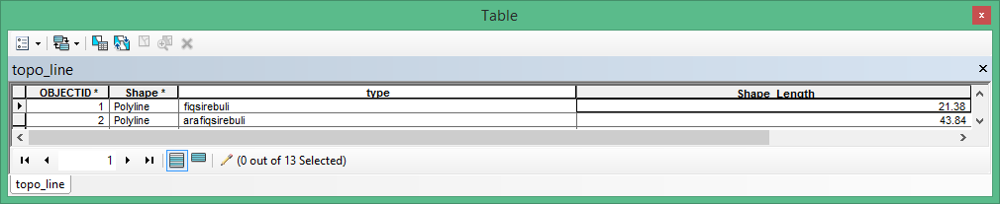 Table
topo_line
OBJECTID * Shape * type Shape_Length
1 Polyline fiqsirebuli 21.38
2 Polyline arafiqsirebuli 43.84
1 (0 out of 13 Selected)
topo_line